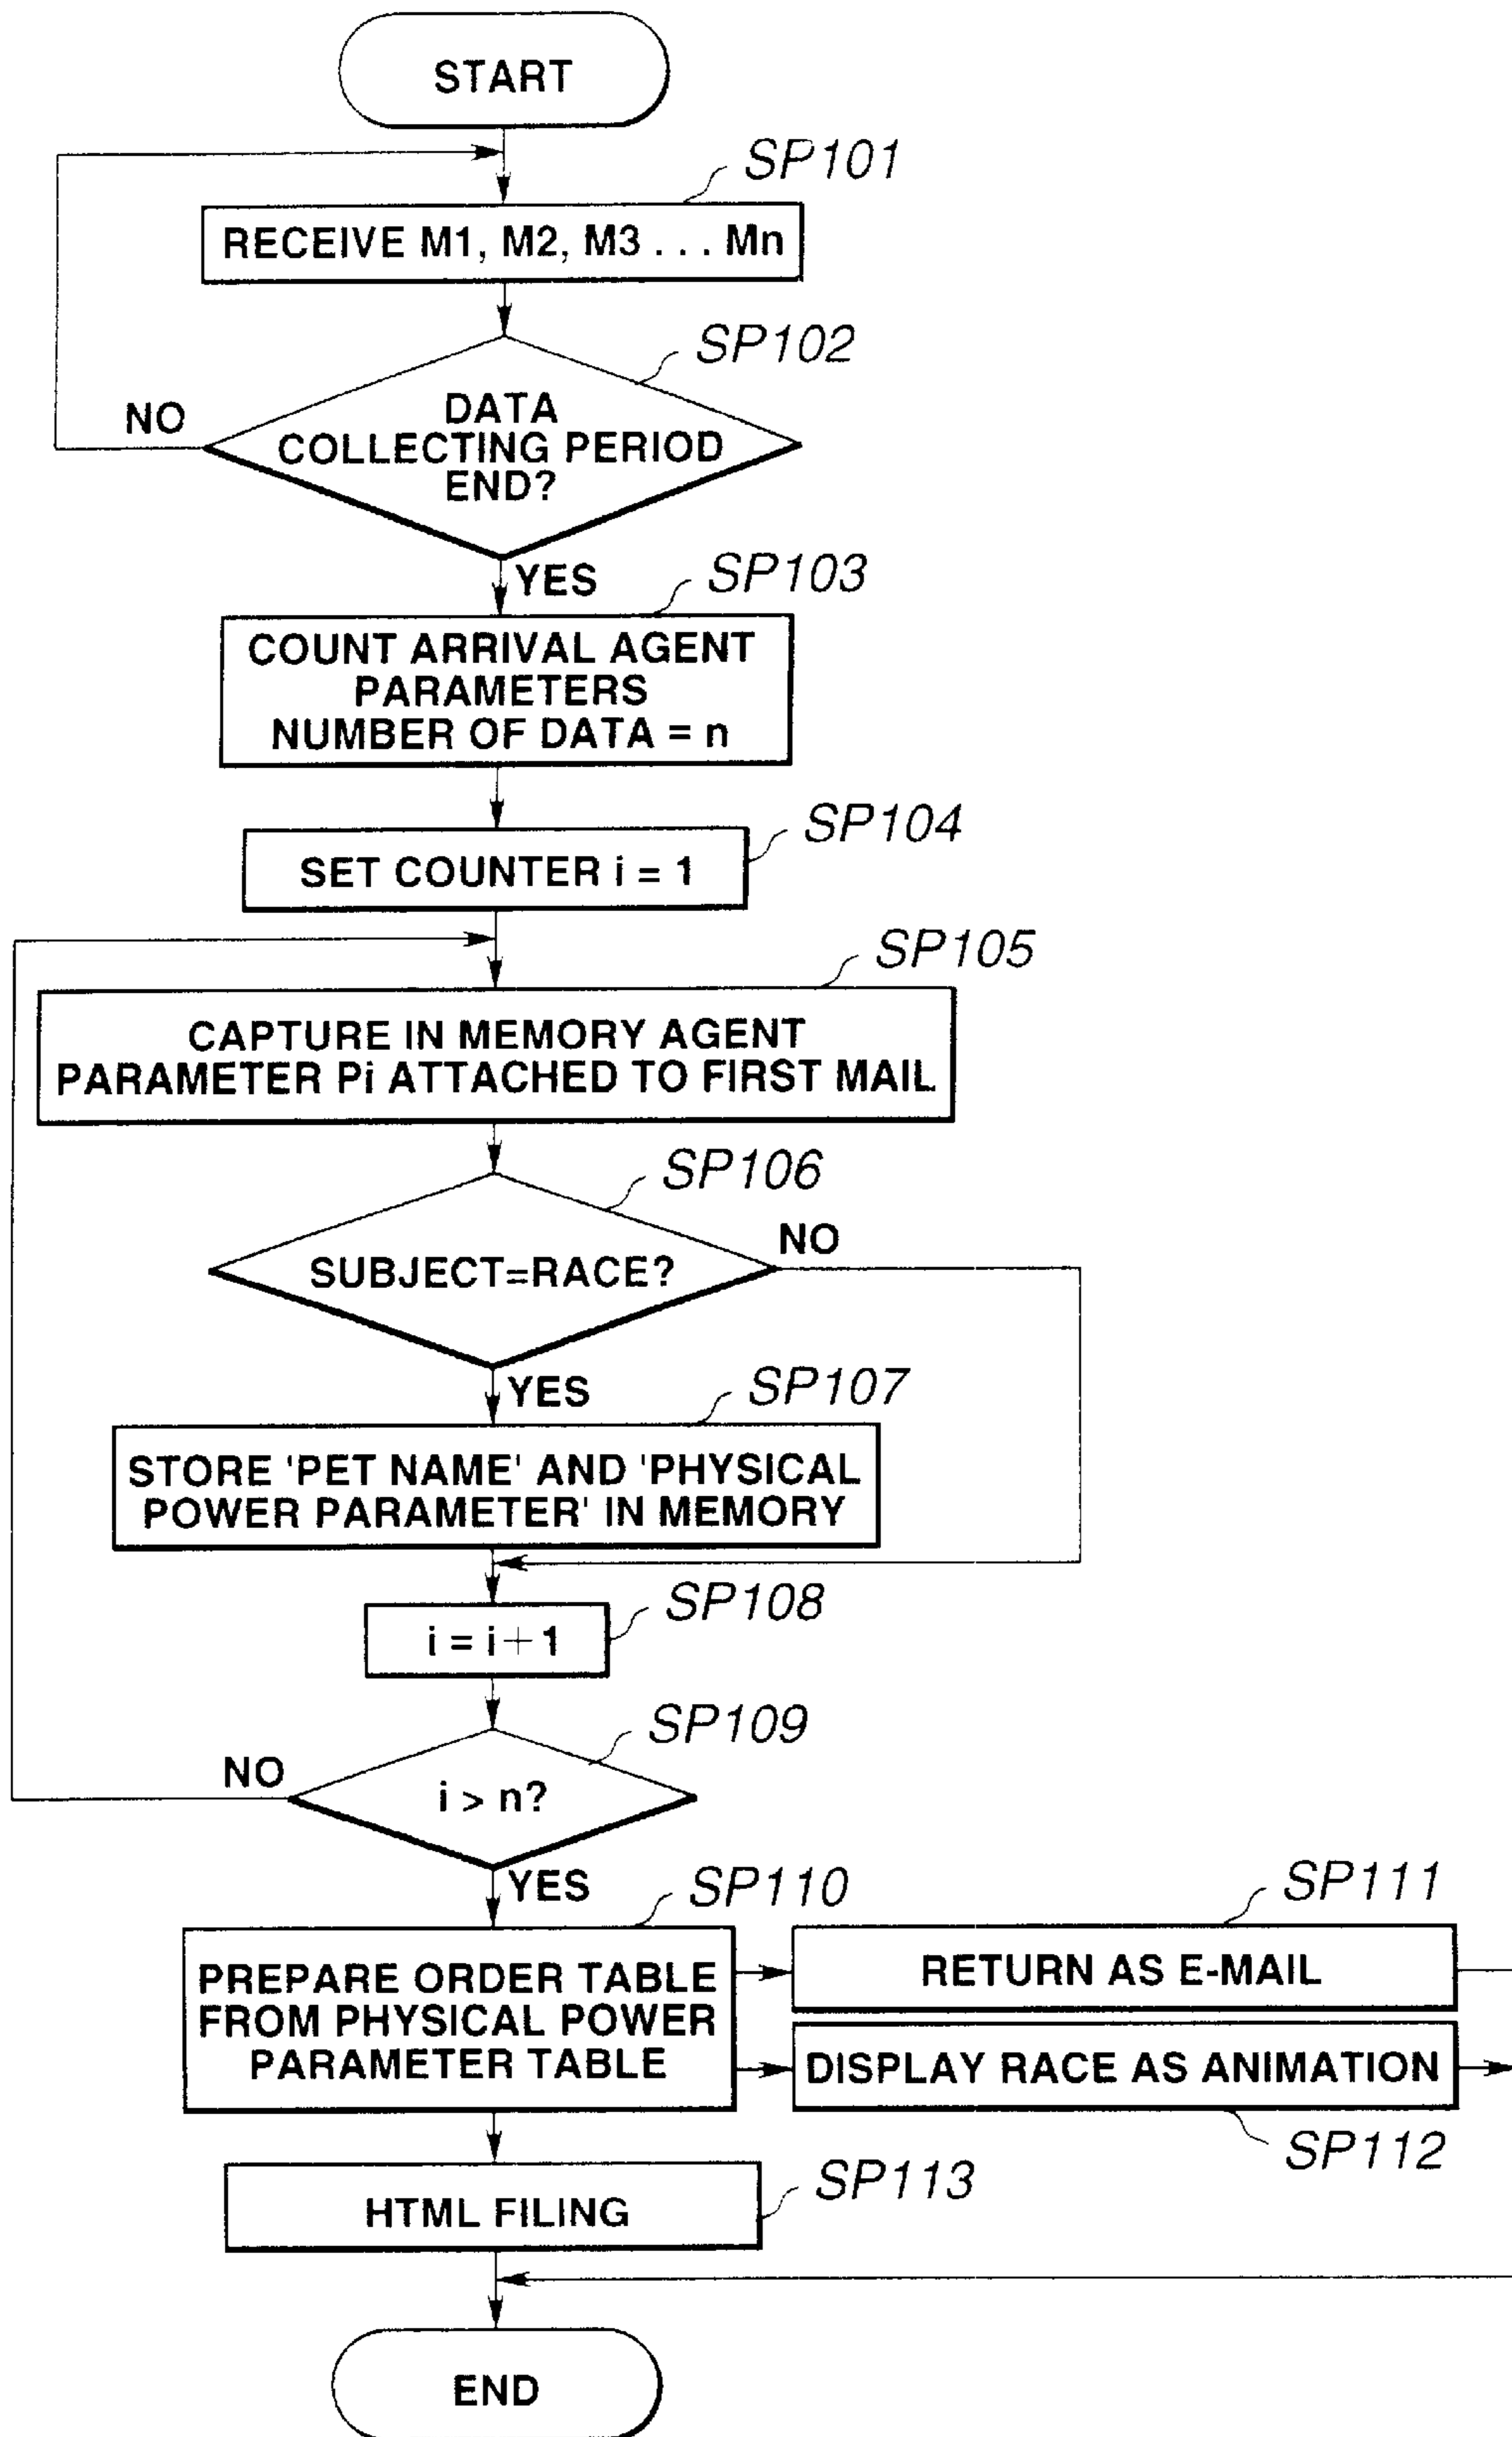 START
SP101
RECEIVE M1, M2, M3 . . . Mn
SP102
DATA
COLLECTING PERIOD
END?
NO
YES
SP103
COUNT ARRIVAL AGENT
PARAMETERS
NUMBER OF DATA = n
SP104
SET COUNTER i = 1
SP105
CAPTURE IN MEMORY AGENT
PARAMETER Pi ATTACHED TO FIRST MAIL
SP106
SUBJECT=RACE?
NO
YES
SP107
STORE 'PET NAME' AND 'PHYSICAL
POWER PARAMETER' IN MEMORY
SP108
i = i+1
SP109
i > n?
NO
YES
SP110
PREPARE ORDER TABLE
FROM PHYSICAL POWER
PARAMETER TABLE
SP111
RETURN AS E-MAIL
DISPLAY RACE AS ANIMATION
SP112
SP113
HTML FILING
END